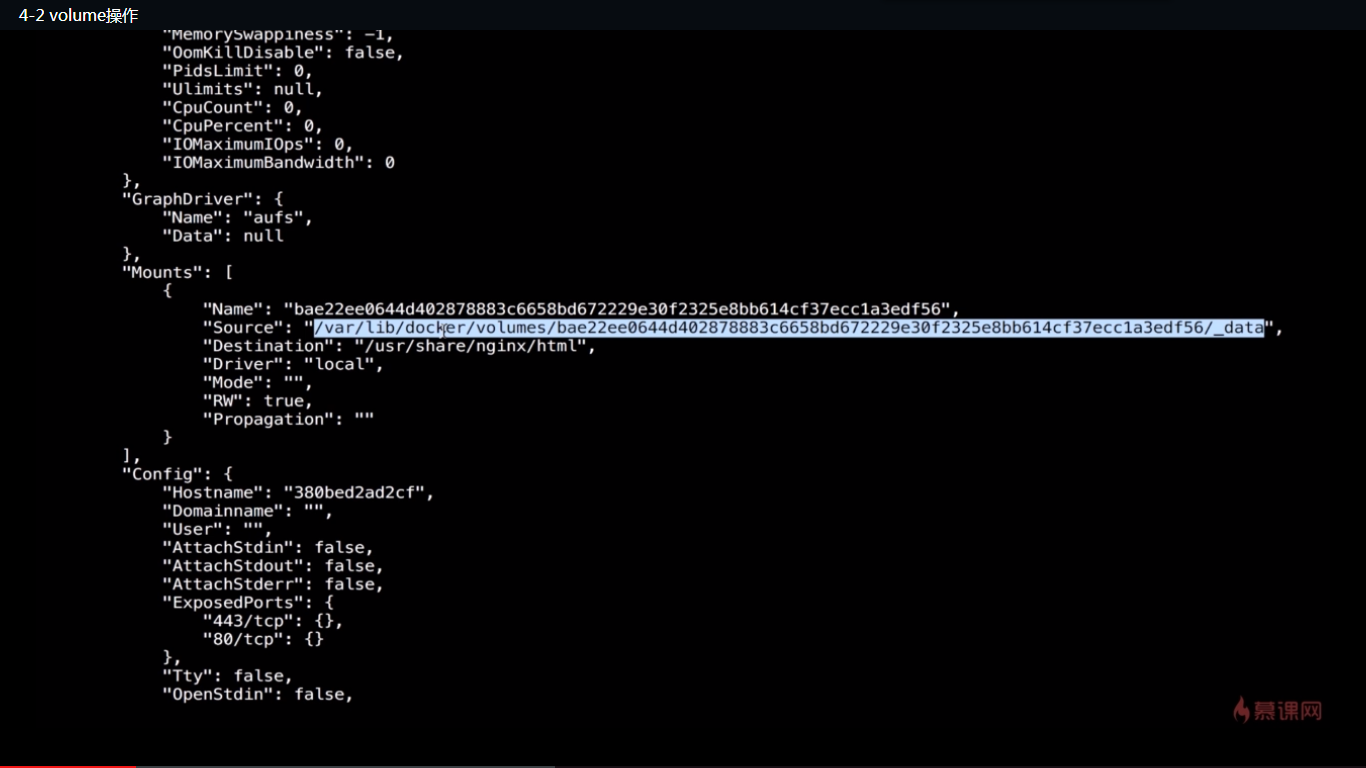 4-2 volume操作
"MemorySwappiness": -1,
"OomKillDisable": false,
"PidsLimit": 0,
"Ulimits": null,
"CpuCount": 0,
"CpuPercent": 0,
"IOMaximumIOps": 0,
"IOMaximumBandwidth": 0
},
"GraphDriver": {
"Name": "aufs",
"Data": null
},
"Mounts": [
{
"Name": "bae22ee0644d402878883c6658bd672229e30f2325e8bb614cf37ecc1a3edf56",
"Source": "/var/lib/docker/volumes/bae22ee0644d402878883c6658bd672229e30f2325e8bb614cf37ecc1a3edf56/_data",
"Destination": "/usr/share/nginx/html",
"Driver": "local",
"Mode": "",
"RW": true,
"Propagation": ""
}
],
"Config": {
"Hostname": "380bed2ad2cf",
"Domainname": "",
"User": "",
"AttachStdin": false,
"AttachStdout": false,
"AttachStderr": false,
"ExposedPorts": {
"443/tcp": {},
"80/tcp": {}
},
"Tty": false,
"OpenStdin": false,
慕课网